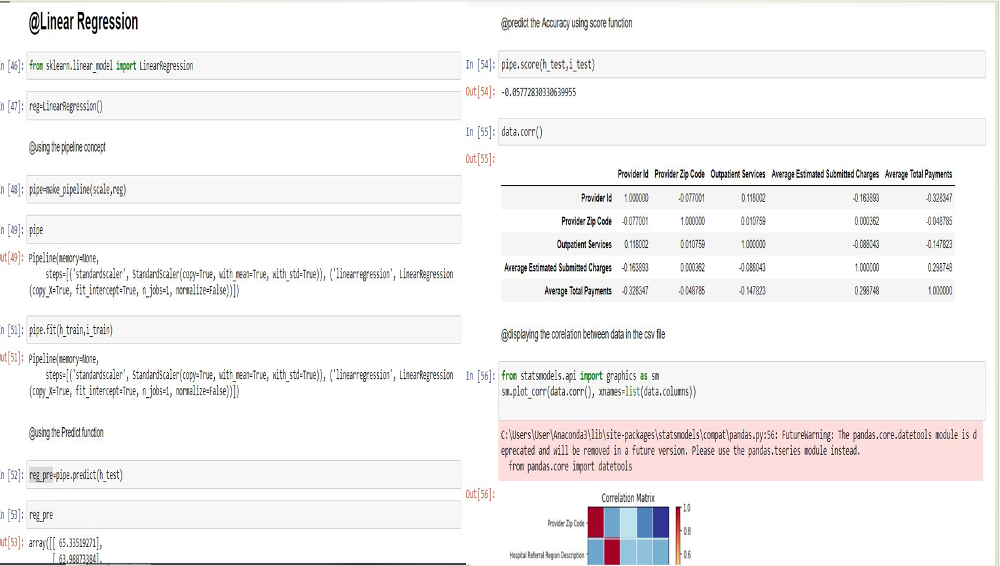 @Linear Regression
In [46]: from sklearn.linear_model import LinearRegression
In [47]: reg=LinearRegression()
@using the pipeline concept
In [48]: pipe=make_pipeline(scale,reg)
In [49]: pipe
Out[49]: Pipeline(memory=None,
steps=[('standardscaler', StandardScaler(copy=True, with_mean=True, with_std=True)), ('linearregression', LinearRegression
(copy_X=True, fit_intercept=True, n_jobs=1, normalize=False))])
In [51]: pipe.fit(h_train,i_train)
Out[51]: Pipeline(memory=None,
steps=[('standardscaler', StandardScaler(copy=True, with_mean=True, with_std=True)), ('linearregression', LinearRegression
(copy_X=True, fit_intercept=True, n_jobs=1, normalize=False))])
@using the Predict function
In [52]: reg_pre=pipe.predict(h_test)
In [53]: reg_pre
Out[53]: array([[ 65.33519271],
[ 63.98873384],
@predict the Accuracy using score function
In [54]: pipe.score(h_test,i_test)
Out[54]: -0.05772830330639955
In [55]: data.corr()
Out[55]:
Provider Id Provider Zip Code Outpatient Services Average Estimated Submitted Charges Average Total Payments
Provider Id 1.000000 -0.077001 0.118002 -0.163893 -0.328347
Provider Zip Code -0.077001 1.000000 0.010759 0.000362 -0.048785
Outpatient Services 0.118002 0.010759 1.000000 -0.088043 -0.147823
Average Estimated Submitted Charges -0.163893 0.000362 -0.088043 1.000000 0.298748
Average Total Payments -0.328347 -0.048785 -0.147823 0.298748 1.000000
@displaying the corelation between data in the csv file
In [56]: from statsmodels.api import graphics as sm
sm.plot_corr(data.corr(), xnames=list(data.columns))
C:\Users\User\Anaconda3\lib\site-packages\statsmodels\compat\pandas.py:56: FutureWarning: The pandas.core.datetools module is d
eprecated and will be removed in a future version. Please use the pandas.tseries module instead.
from pandas.core import datetools
Out[56]:
Correlation Matrix
1.0
Provider Zip Code
0.8
Hospital Referral Region Description
0.6